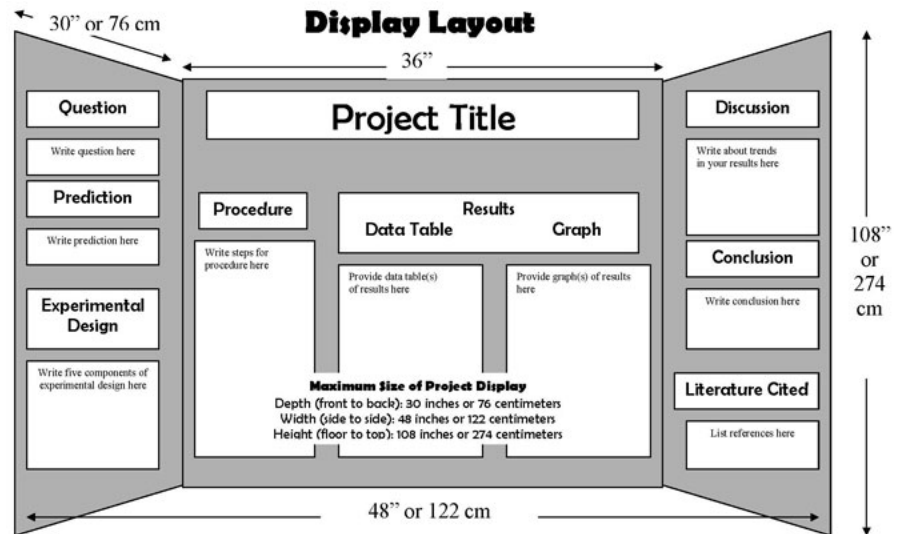 Display Layout
30” or 76 cm
36”
Project Title
Question
Write question here
Prediction
Write prediction here
Experimental
Design
Write five components of
experimental design here
Procedure
Write steps for
procedure here
Results
Data Table Graph
Provide data table(s)
of results here
Provide graph(s) of results
here
Maximum Size of Project Display
Depth (front to back): 30 inches or 76 centimeters
Width (side to side): 48 inches or 122 centimeters
Height (floor to top): 108 inches or 274 centimeters
Discussion
Write about trends
in your results here
Conclusion
Write conclusion here
Literature Cited
List references here
108”
or
274
cm
48” or 122 cm